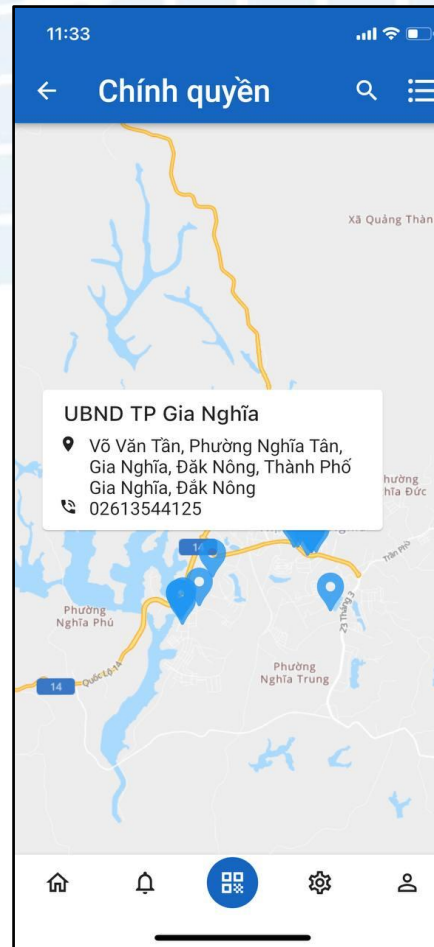 11:33
Chính quyền
Xã Quảng Thàn
UBND TP Gia Nghĩa
Võ Văn Tần, Phường Nghĩa Tân,
Gia Nghĩa, Đăk Nông, Thành Phố
Gia Nghĩa, Đắk Nông
02613544125
hường
hĩa Đức
14
Trần Phú
Phường
Nghĩa Phú
23 Tháng 3
Phường
Nghĩa Trung
Quốc Lộ 14
14